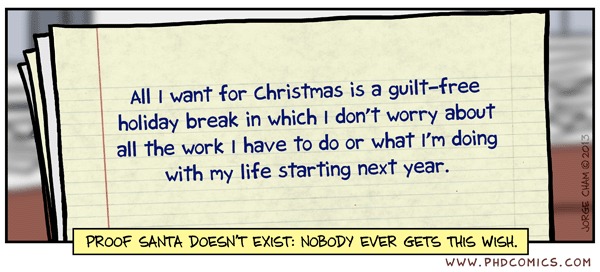 All I want for Christmas is a guilt-free
holiday break in which I don't worry about
all the work I have to do or what I'm doing
with my life starting next year.
JORGE CHAM © 2013
PROOF SANTA DOESN'T EXIST: NOBODY EVER GETS THIS WISH.
WWW.PHDCOMICS.COM